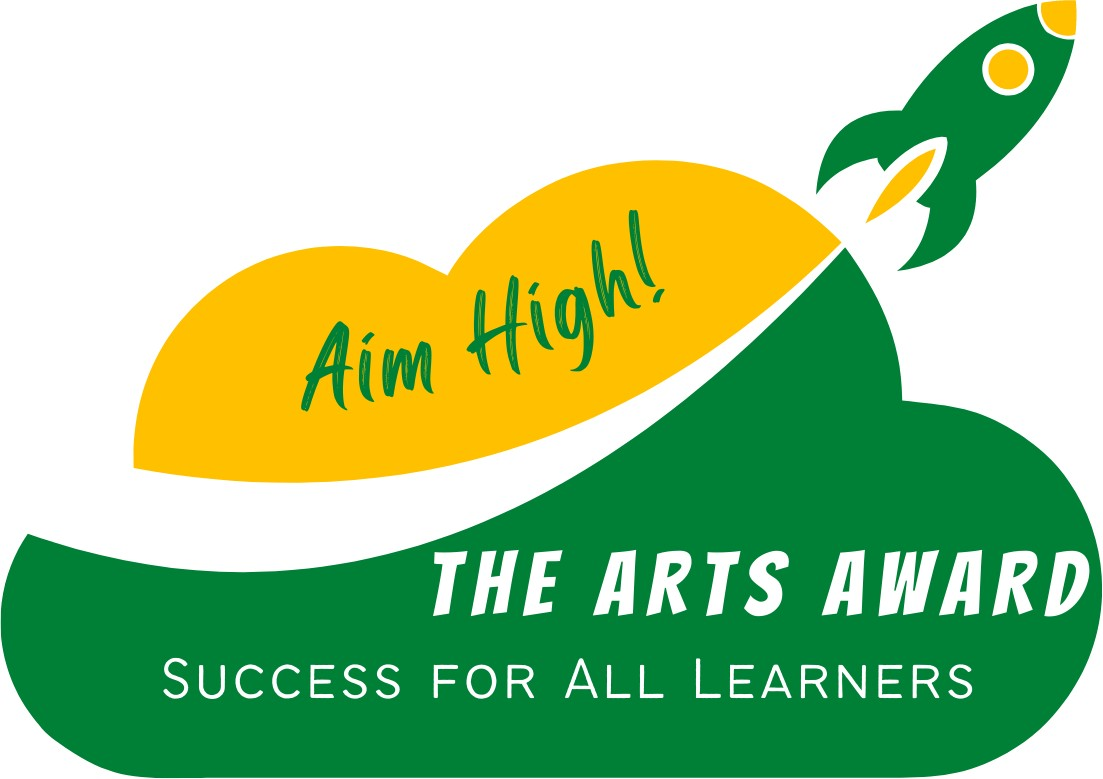 Aim High!
THE ARTS AWARD
Success for All Learners